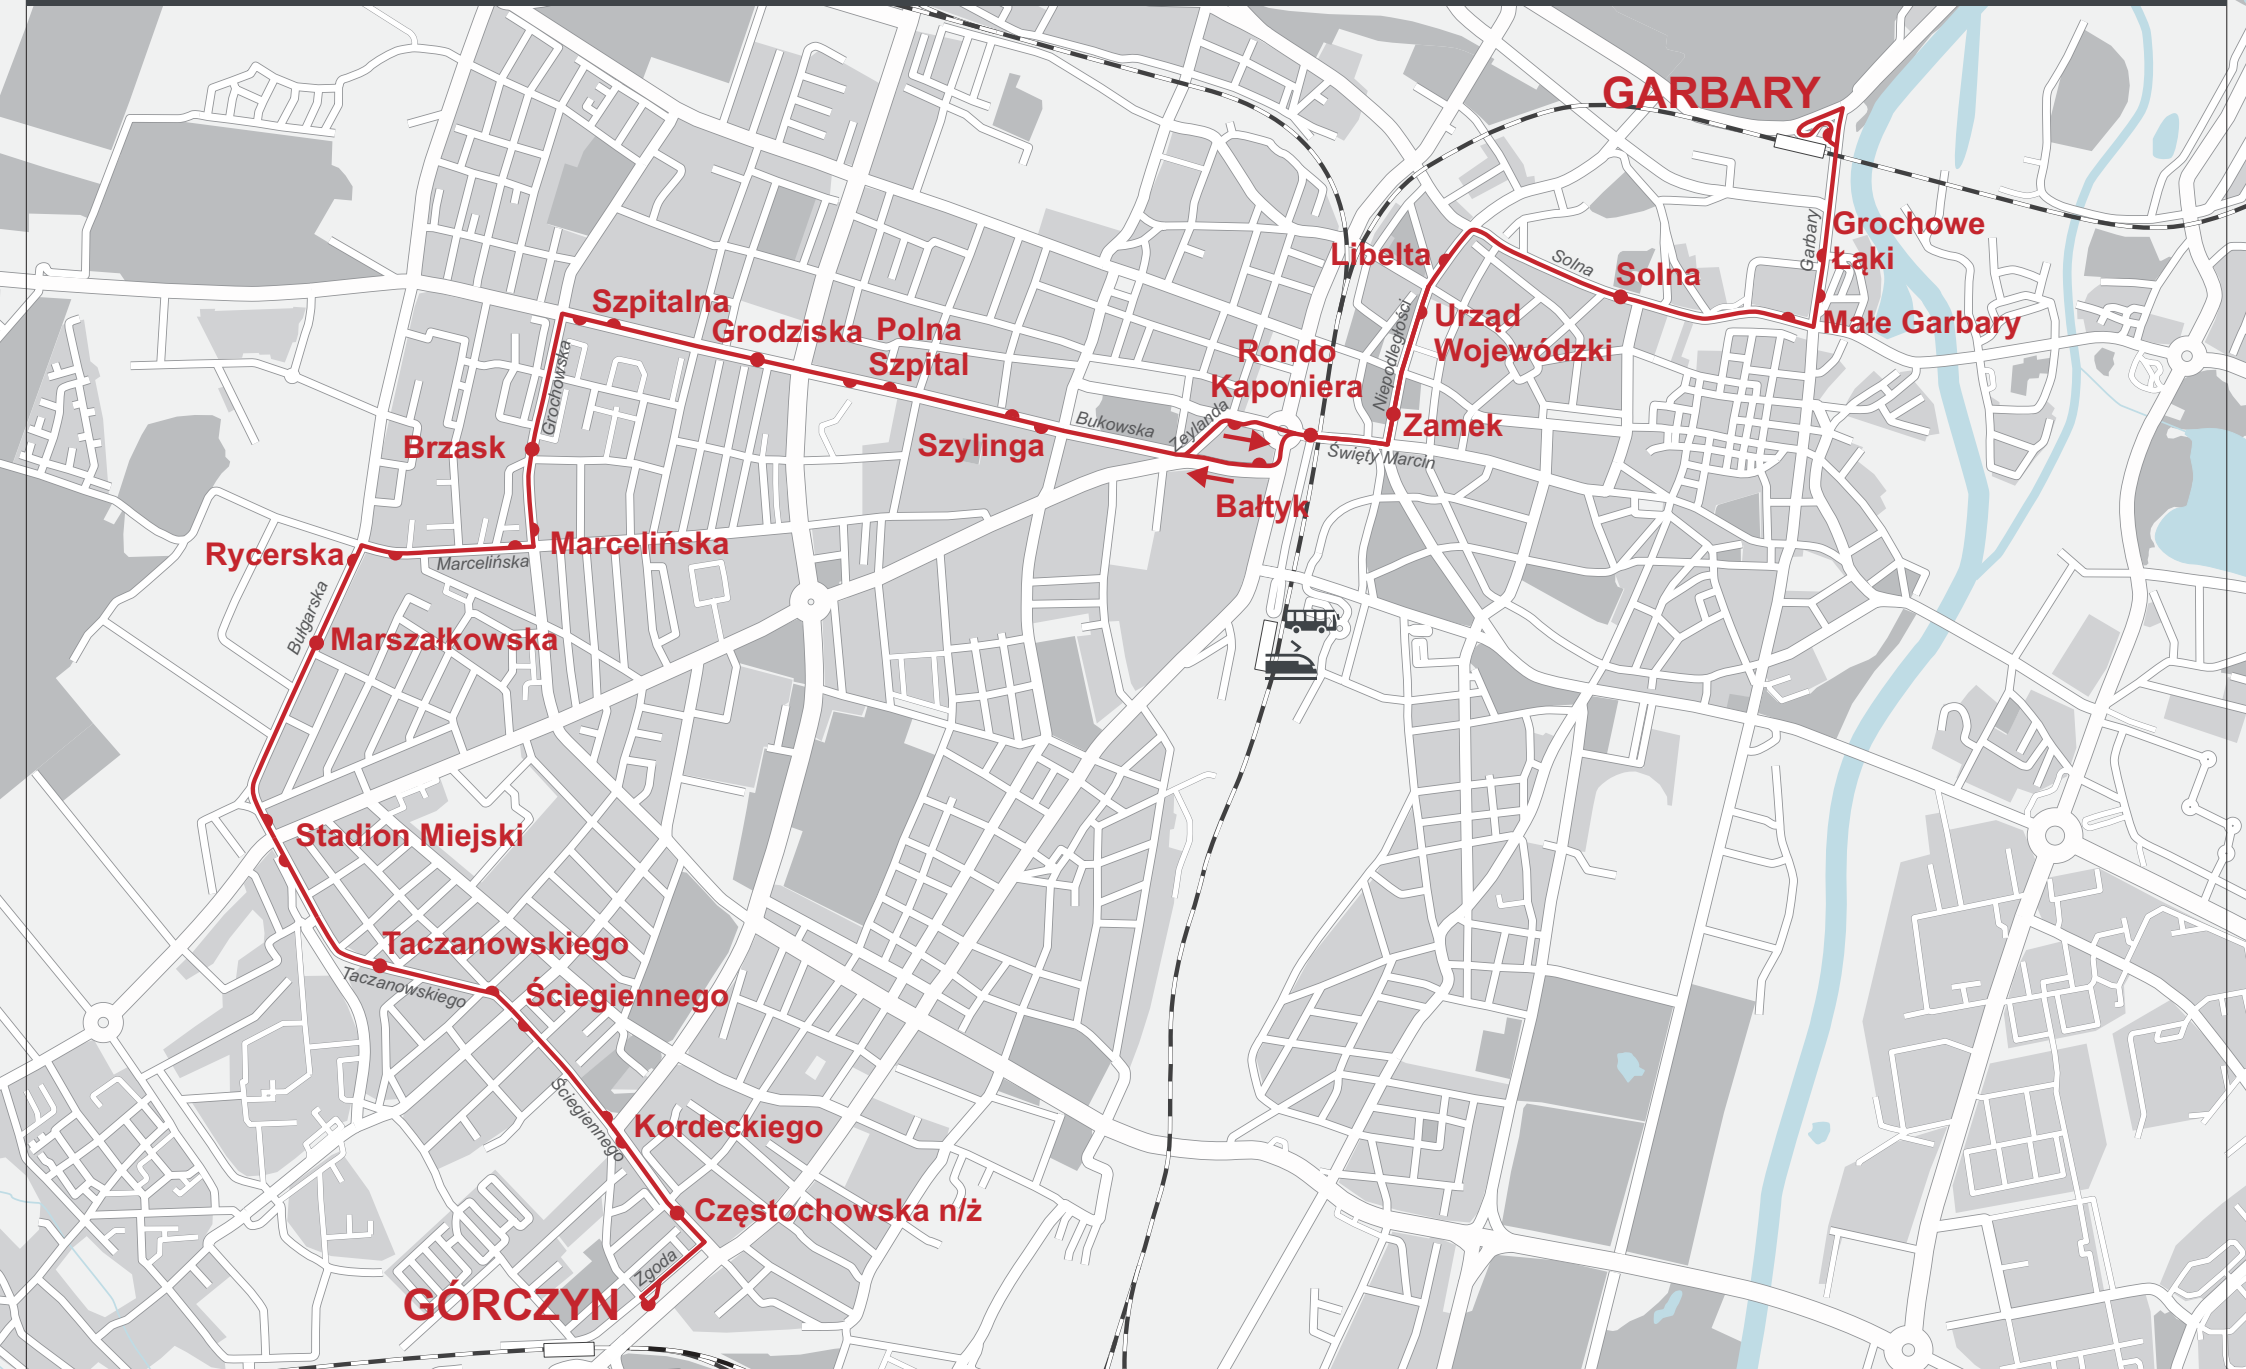 GARBARY
Grochowe
Łąki
Garbary
Libelta
Solna
Solna
Szpitalna
Grodziska
Polna
Szpital
Urząd
Wojewódzki
Małe Garbary
Rondo
Kaponiera
Niepodległości
Grochowska
Zeylanda
Bukowska
Zamek
Brzask
Szylinga
Święty Marcin
Bałtyk
Rycerska
Marcelińska
Marcelińska
Bułgarska
Marszałkowska
Stadion Miejski
Taczanowskiego
Taczanowskiego
Ściegiennego
Ściegiennego
Kordeckiego
Częstochowska n/ż
Zgoda
GÓRCZYN